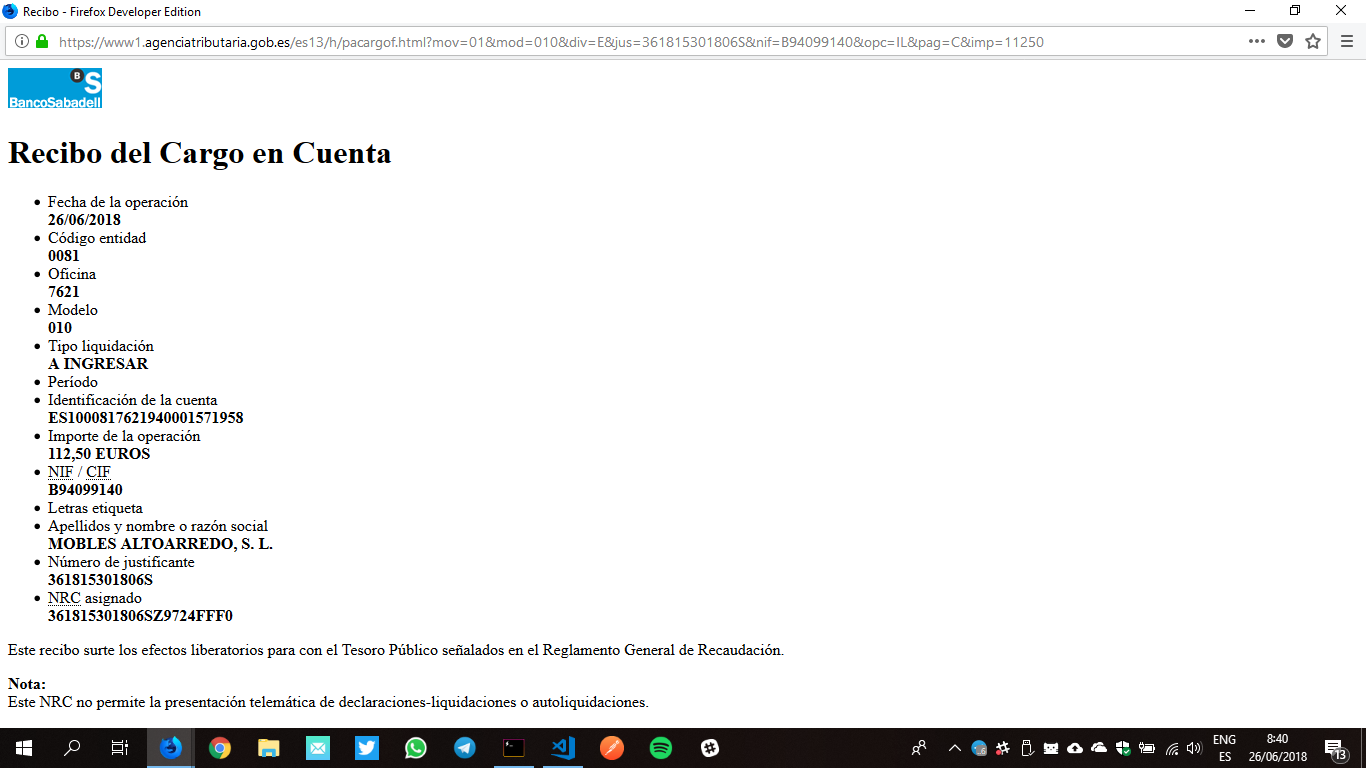 Recibo - Firefox Developer Edition
https://www1.agenciatributaria.gob.es/es13/h/pacargof.html?mov=01&mod=010&div=E&jus=361815301806S&nif=B94099140&opc=IL&pag=C&imp=11250
B S
BancoSabadell
Recibo del Cargo en Cuenta
Fecha de la operación
26/06/2018
Código entidad
0081
Oficina
7621
Modelo
010
Tipo liquidación
A INGRESAR
Período
Identificación de la cuenta
ES1000817621940001571958
Importe de la operación
112,50 EUROS
NIF / CIF
B94099140
Letras etiqueta
Apellidos y nombre o razón social
MOBLES ALTOARREDO, S. L.
Número de justificante
361815301806S
NRC asignado
361815301806SZ9724FFF0
Este recibo surte los efectos liberatorios para con el Tesoro Público señalados en el Reglamento General de Recaudación.
Nota:
Este NRC no permite la presentación telemática de declaraciones-liquidaciones o autoliquidaciones.
ENG
ES
8:40
26/06/2018
13